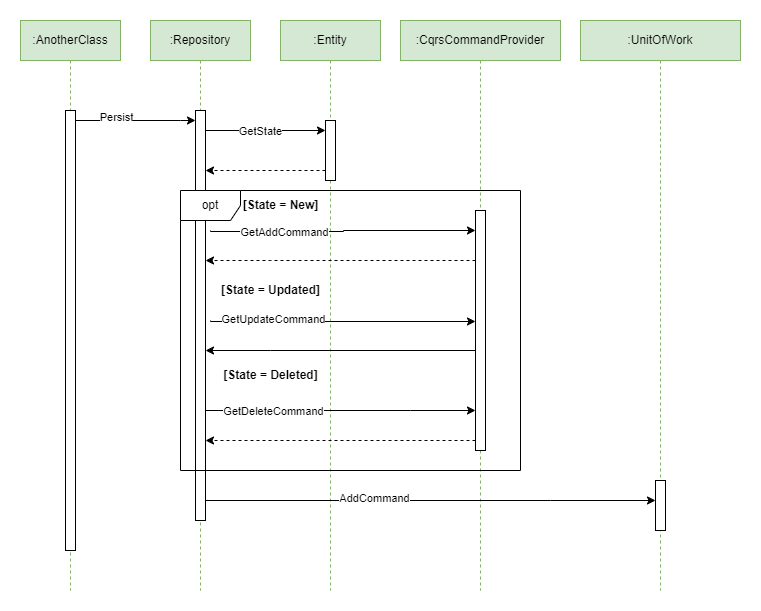 :AnotherClass
:Repository
:Entity
:CqrsCommandProvider
:UnitOfWork
Persist
GetState
opt
[State = New]
GetAddCommand
[State = Updated]
GetUpdateCommand
[State = Deleted]
GetDeleteCommand
AddCommand